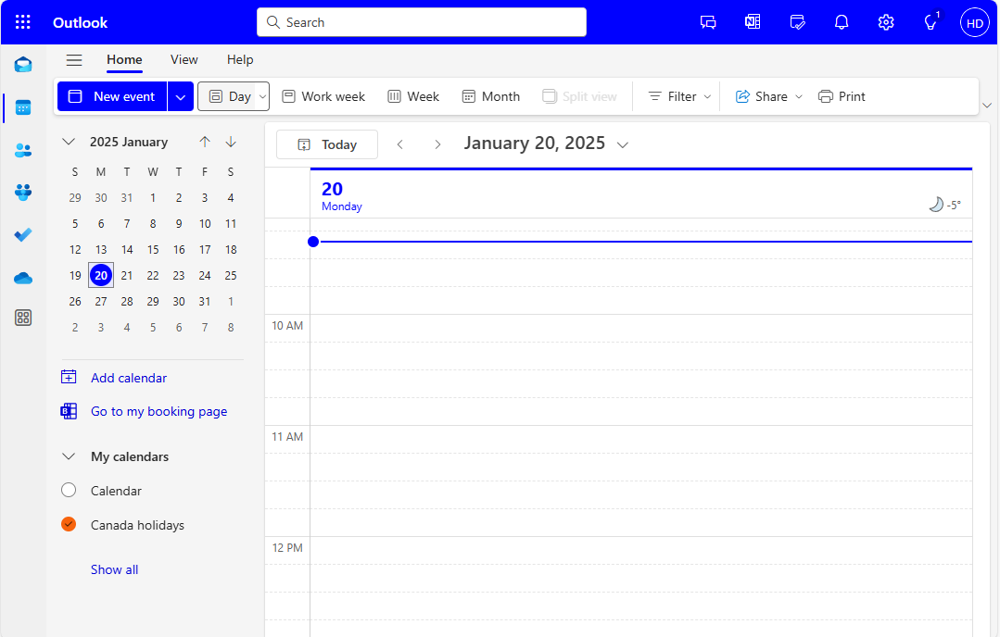 Outlook
Search
1
HD
Home View Help
New event Day Work week Week Month Split view Filter Share Print
2025 January
S M T W T F S
29 30 31 1 2 3 4
5 6 7 8 9 10 11
12 13 14 15 16 17 18
19 20 21 22 23 24 25
26 27 28 29 30 31 1
2 3 4 5 6 7 8
Add calendar
Go to my booking page
My calendars
Calendar
Canada holidays
Show all
Today January 20, 2025
20
Monday
-5°
10 AM
11 AM
12 PM